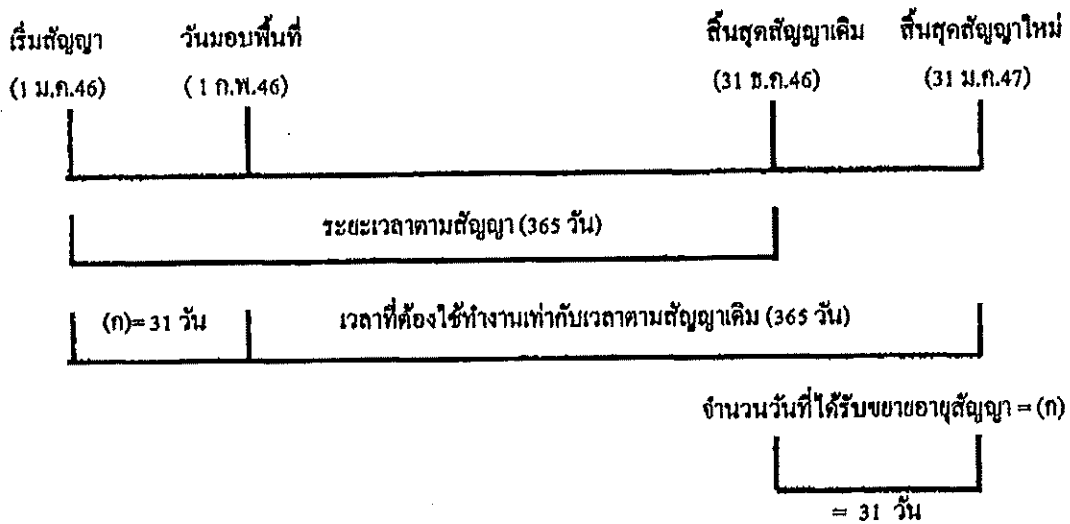 เริ่มสัญญา วันมอบพื้นที่ สิ้นสุดสัญญาเดิม สิ้นสุดสัญญาใหม่
(1 ม.ค.46) (1 ก.พ.46) (31 ธ.ค.46) (31 ม.ค.47)
ระยะเวลาตามสัญญา (365 วัน)
(ก)= 31 วัน เวลาที่ต้องใช้ทำงานเท่ากับเวลาตามสัญญาเดิม (365 วัน)
จำนวนวันที่ได้รับขยายอายุสัญญา = (ก)
= 31 วัน